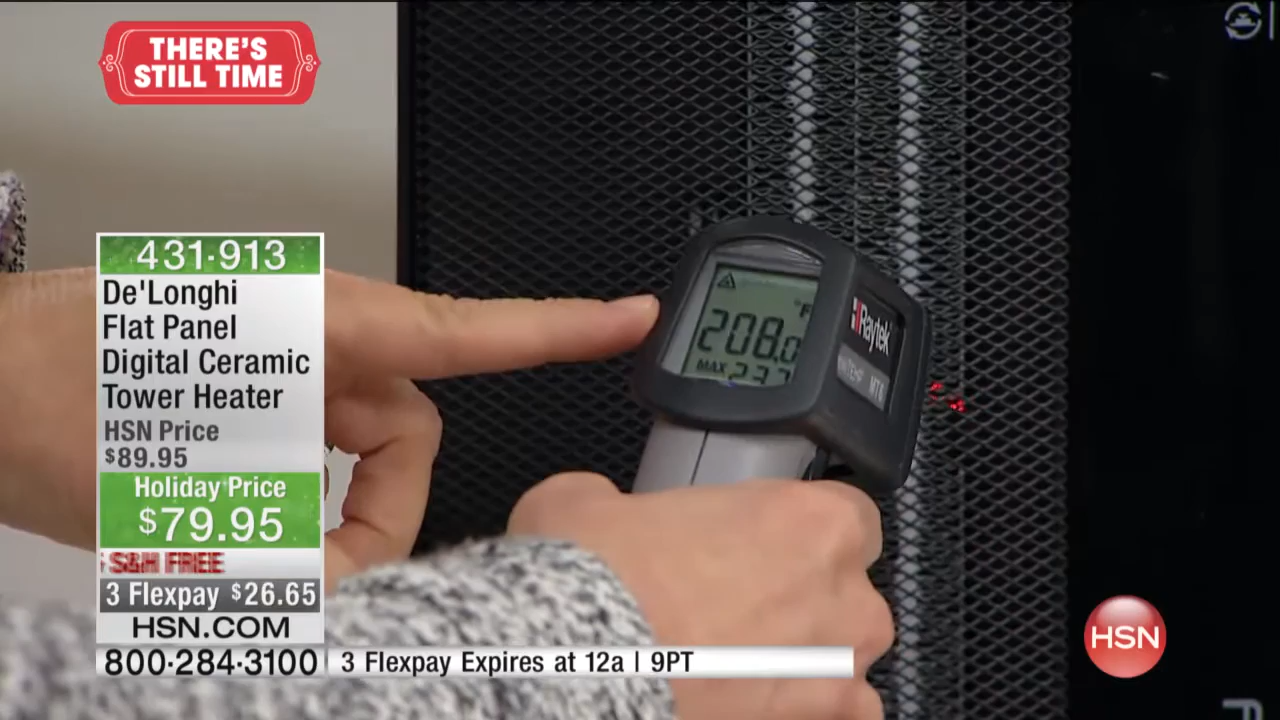 THERE'S
STILL TIME
431-913
De'Longhi
Flat Panel
Digital Ceramic
Tower Heater
HSN Price
$89.95
Holiday Price
$79.95
S&H FREE
3 Flexpay $26.65
HSN.COM
800·284·3100
3 Flexpay Expires at 12a | 9PT
°F
208.0
MAX 237
Raytek
HSN